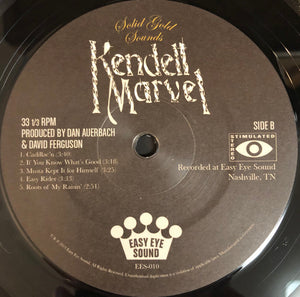 Solid Gold
Sounds
Kendell
Marvel
33 1/3 RPM
PRODUCED BY DAN AUERBACH
& DAVID FERGUSON
SIDE B
STEREO
STIMULATED
1. Cadillac'n (3:40)
2. If You Know What's Good (3:18)
3. Musta Kept It for Himself (3:25)
4. Easy Rider (3:33)
5. Roots of My Raisin' (2:51)
Recorded at Easy Eye Sound
Nashville, TN
EASY EYE
SOUND
EES-010